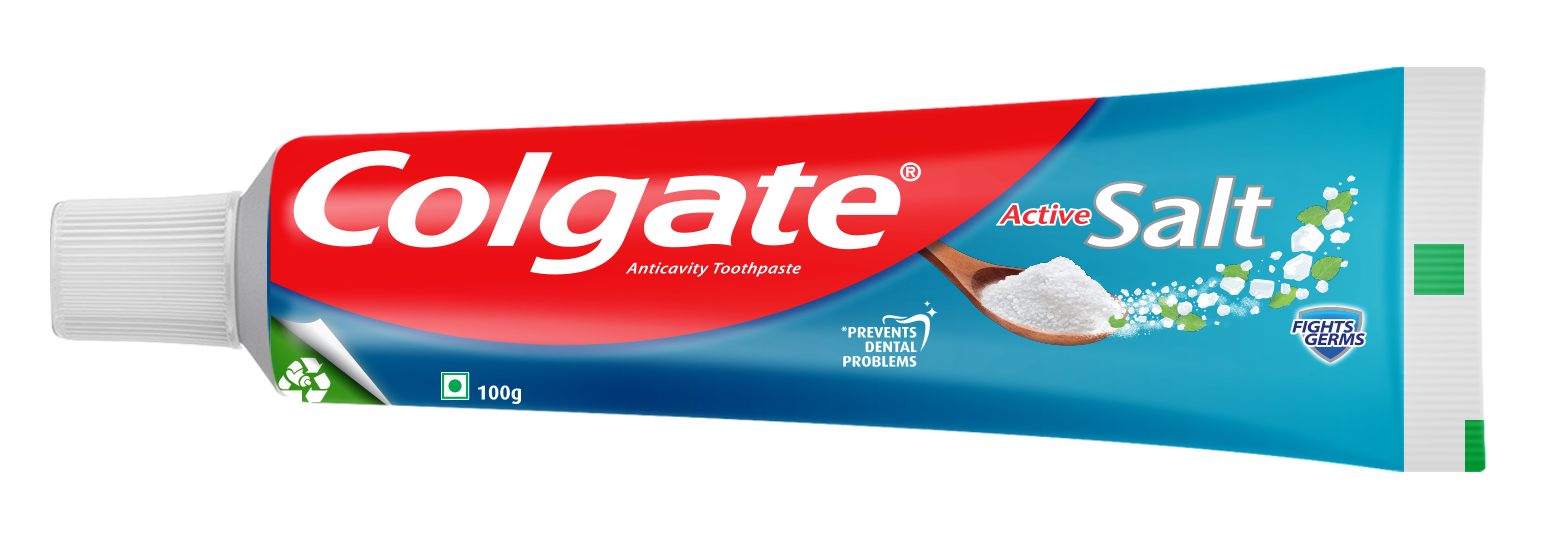 Colgate®
Anticavity Toothpaste
Active Salt
*PREVENTS
DENTAL
PROBLEMS
FIGHTS
GERMS
100g